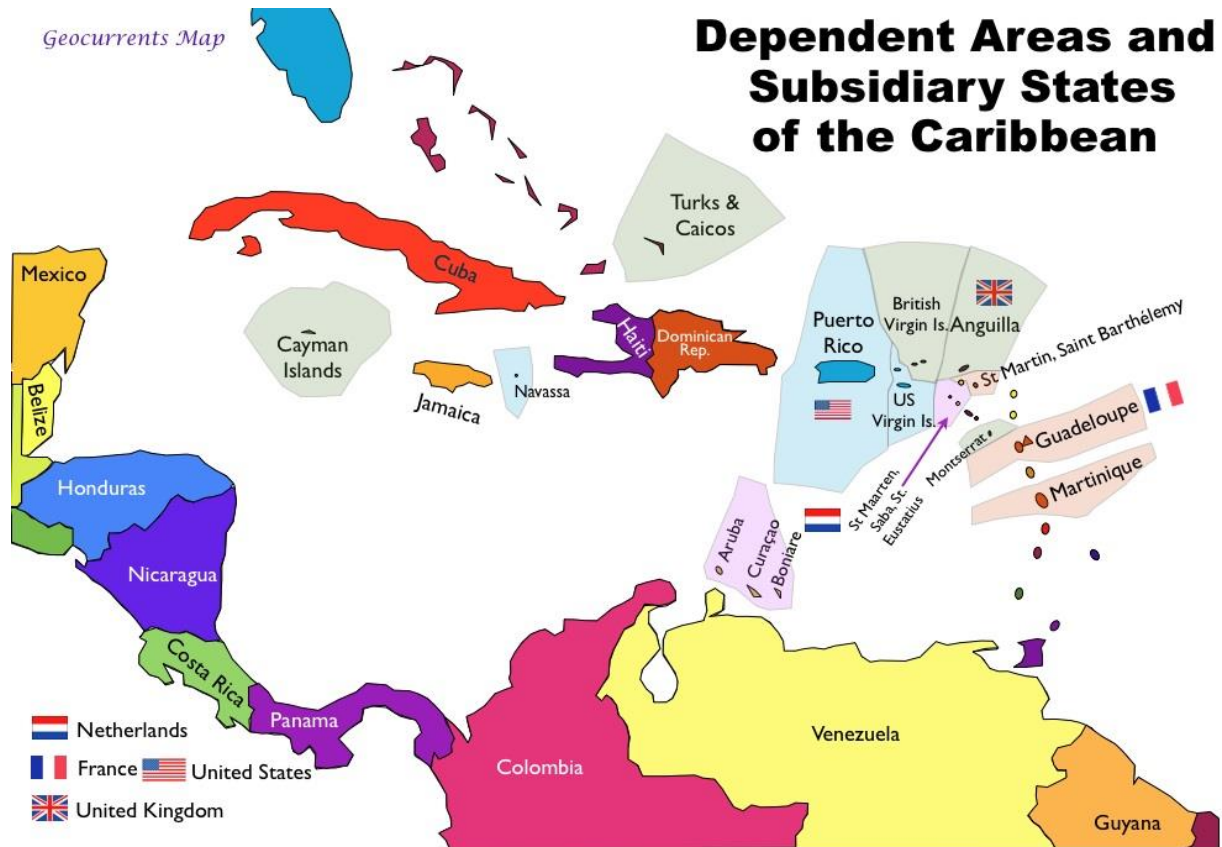 Geocurrents Map
Dependent Areas and
Subsidiary States
of the Caribbean
Turks &
Caicos
Mexico
Cuba
Cayman
Islands
Belize
Jamaica
Navassa
Haiti
Dominican
Rep.
Puerto
Rico
British
Virgin Is.
Anguilla
US
Virgin Is.
St Martin, Saint Barthélemy
St Maarten,
Saba, St.
Eustatius
Montserrat
Guadeloupe
Martinique
Honduras
Nicaragua
Aruba
Curaçao
Boniare
Costa Rica
Panama
Colombia
Venezuela
Guyana
Netherlands
France
United States
United Kingdom